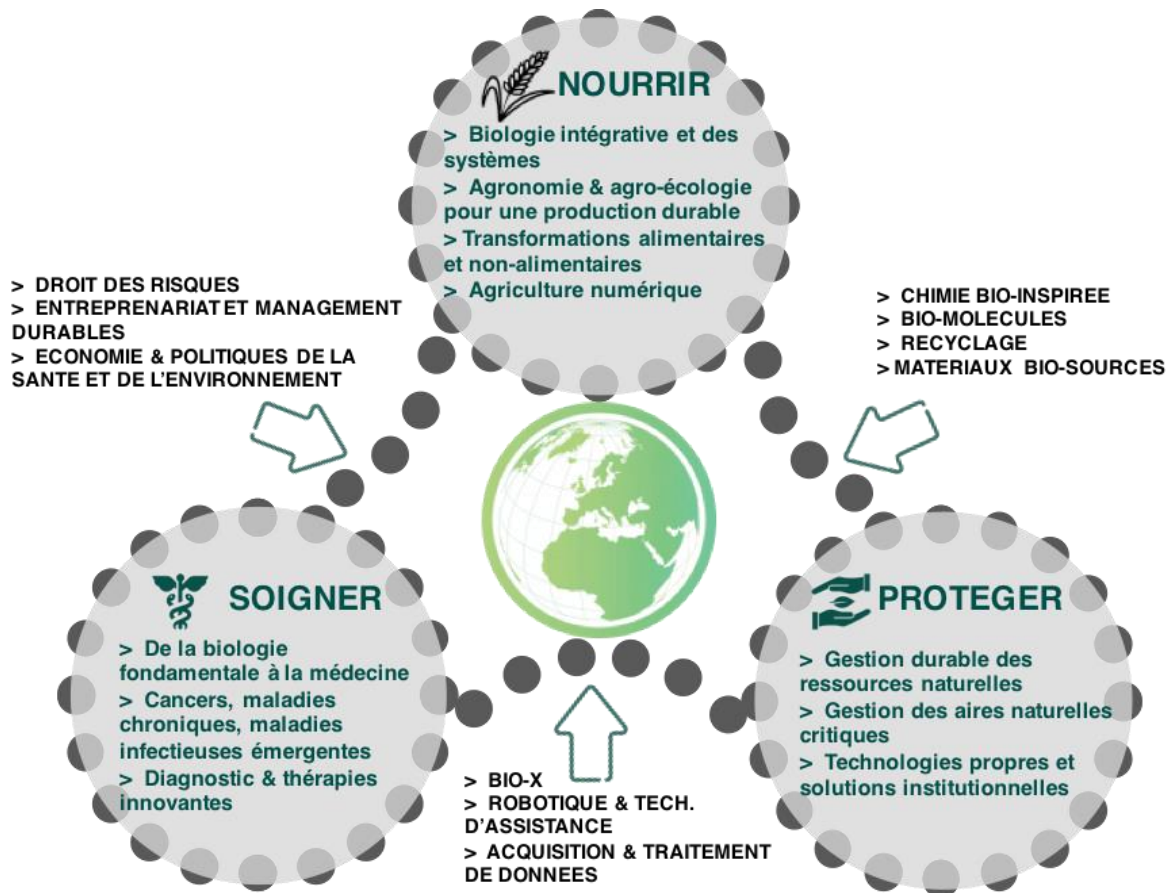 NOURRIR
> Biologie intégrative et des
systèmes
> Agronomie & agro-écologie
pour une production durable
> Transformations alimentaires
et non-alimentaires
> Agriculture numérique
> DROIT DES RISQUES
> ENTREPRENARIAT ET MANAGEMENT
DURABLES
> ECONOMIE & POLITIQUES DE LA
SANTE ET DE L'ENVIRONNEMENT
> CHIMIE BIO-INSPIREE
> BIO-MOLECULES
> RECYCLAGE
> MATERIAUX BIO-SOURCES
SOIGNER
> De la biologie
fondamentale à la médecine
> Cancers, maladies
chroniques, maladies
infectieuses émergentes
> Diagnostic & thérapies
innovantes
PROTEGER
> Gestion durable des
ressources naturelles
> Gestion des aires naturelles
critiques
> Technologies propres et
solutions institutionnelles
> BIO-X
> ROBOTIQUE & TECH.
D'ASSISTANCE
> ACQUISITION & TRAITEMENT
DE DONNEES